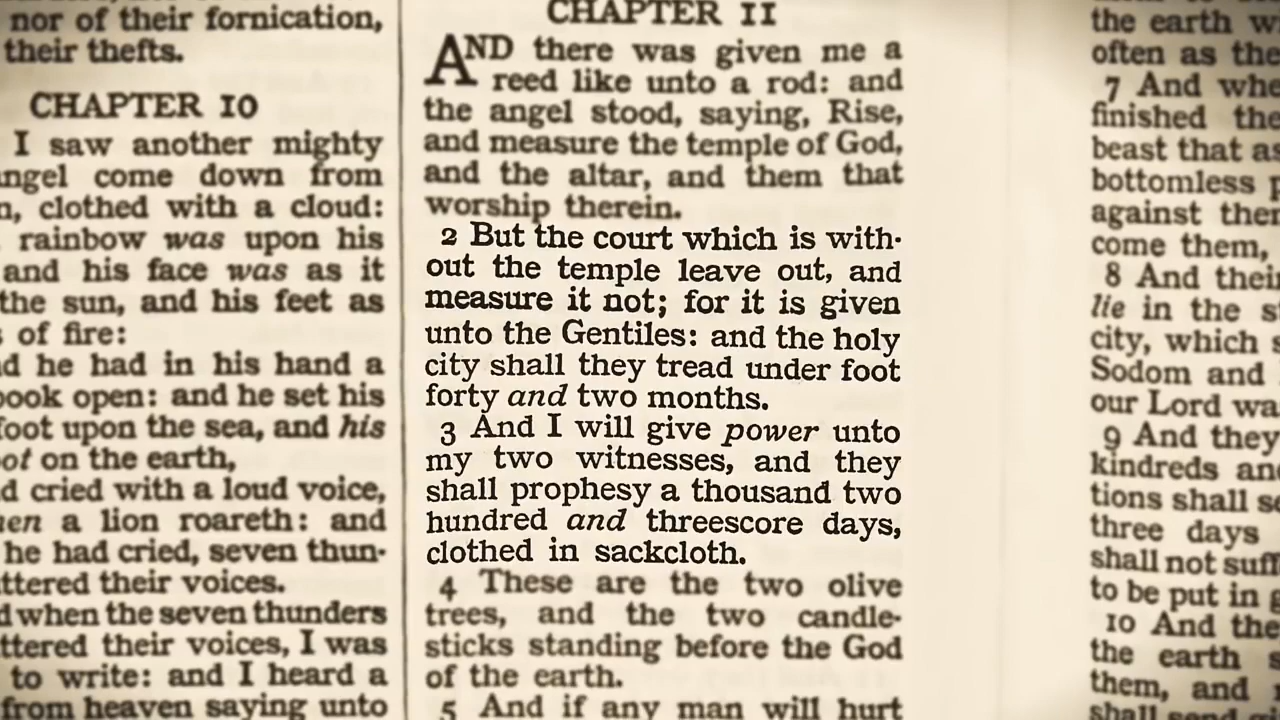 nor of their fornication,
their thefts.
CHAPTER 10
I saw another mighty
come down from
clothed with a cloud:
rainbow was upon his
and his face was as it
the sun, and his feet as
of fire:
he had in his hand a
open: and he set his
foot upon the sea, and his
on the earth,
cried with a loud voice,
a lion roareth: and
he had cried, seven thun-
their voices.
when the seven thunders
their voices, I was
to write: and I heard a
from heaven saying unto
CHAPTER 11
AND there was given me a
reed like unto a rod: and
the angel stood, saying, Rise,
and measure the temple of God,
and the altar, and them that
worship therein.
2 But the court which is with-
out the temple leave out, and
measure it not; for it is given
unto the Gentiles: and the holy
city shall they tread under foot
forty and two months.
3 And I will give power unto
my two witnesses, and they
shall prophesy a thousand two
hundred and threescore days,
clothed in sackcloth.
4 These are the two olive
trees, and the two candle-
sticks standing before the God
of the earth.
5 And if any man will hurt
the earth
often as
7 And
finished
beast that
bottomless
against
come them,
8 And
lie in the
city, which
Sodom and
our Lord
9 And they
kindreds
tions shall
three days
shall not
to be put in
10 And
the earth
them, and